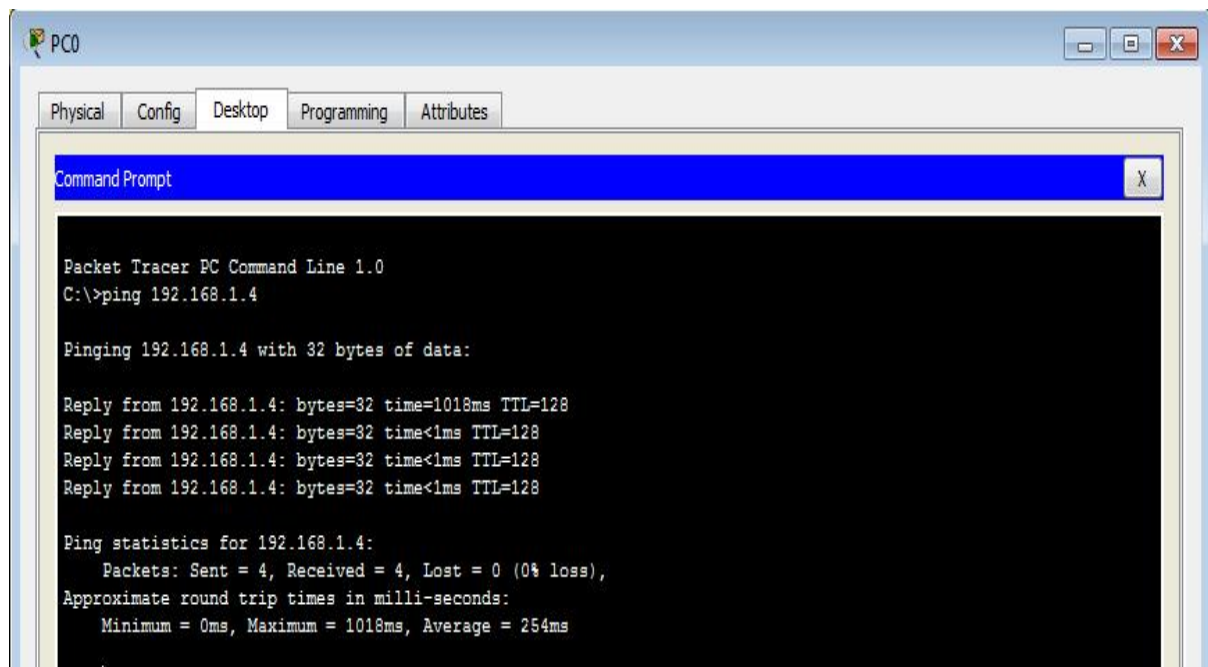 PC0
Physical Config Desktop Programming Attributes
Command Prompt X
Packet Tracer PC Command Line 1.0
C:\>ping 192.168.1.4
Pinging 192.168.1.4 with 32 bytes of data:
Reply from 192.168.1.4: bytes=32 time=1018ms TTL=128
Reply from 192.168.1.4: bytes=32 time<1ms TTL=128
Reply from 192.168.1.4: bytes=32 time<1ms TTL=128
Reply from 192.168.1.4: bytes=32 time<1ms TTL=128
Ping statistics for 192.168.1.4:
Packets: Sent = 4, Received = 4, Lost = 0 (0% loss),
Approximate round trip times in milli-seconds:
Minimum = 0ms, Maximum = 1018ms, Average = 254ms